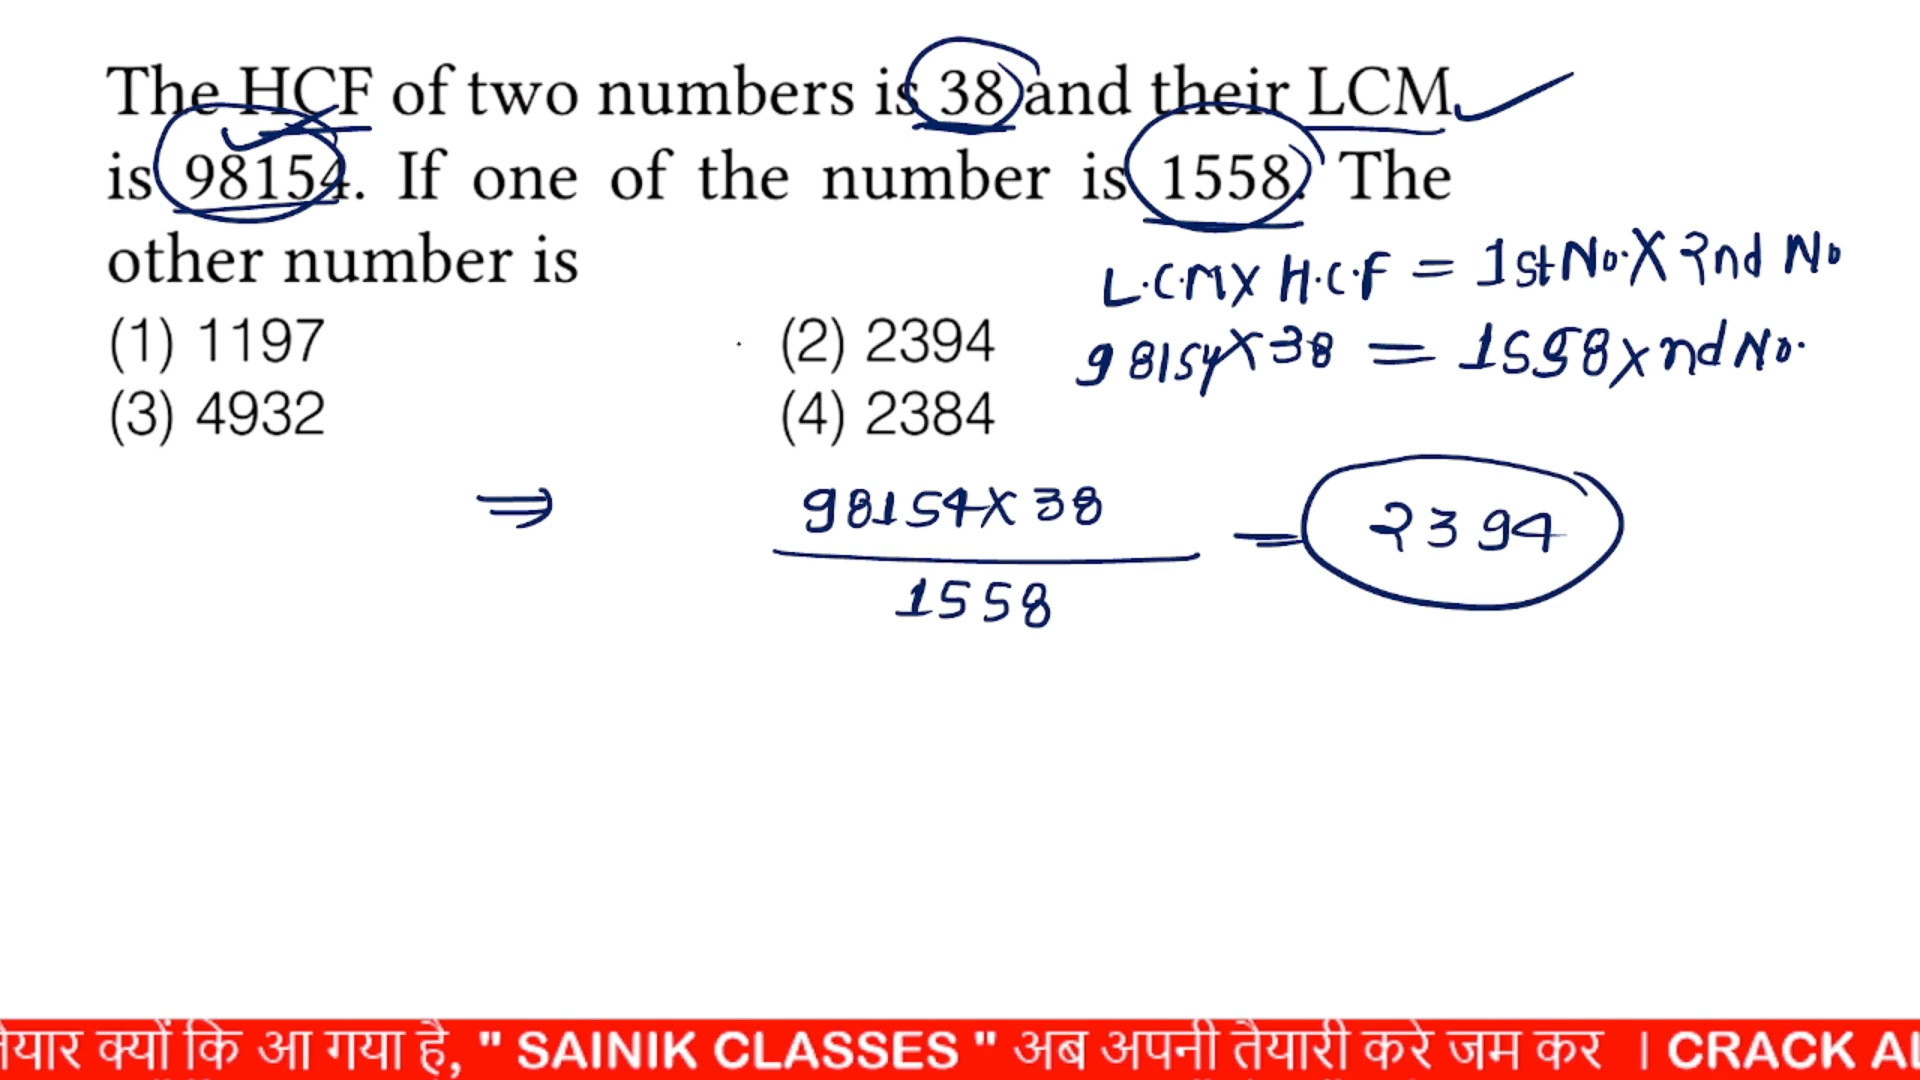 The HCF of two numbers is 38 and their LCM
is 98154. If one of the number is 1558. The
other number is
L.C.M X H.C.F = 1st No. X 2nd No
(1) 1197 (2) 2394
98154 X 38 = 1558 X nd No.
(3) 4932 (4) 2384
⇒ 98154 X 38 = 2394
1558
क्यों कि आ गया है, " SAINIK CLASSES " अब अपनी तैयारी करे जम कर | CRACK